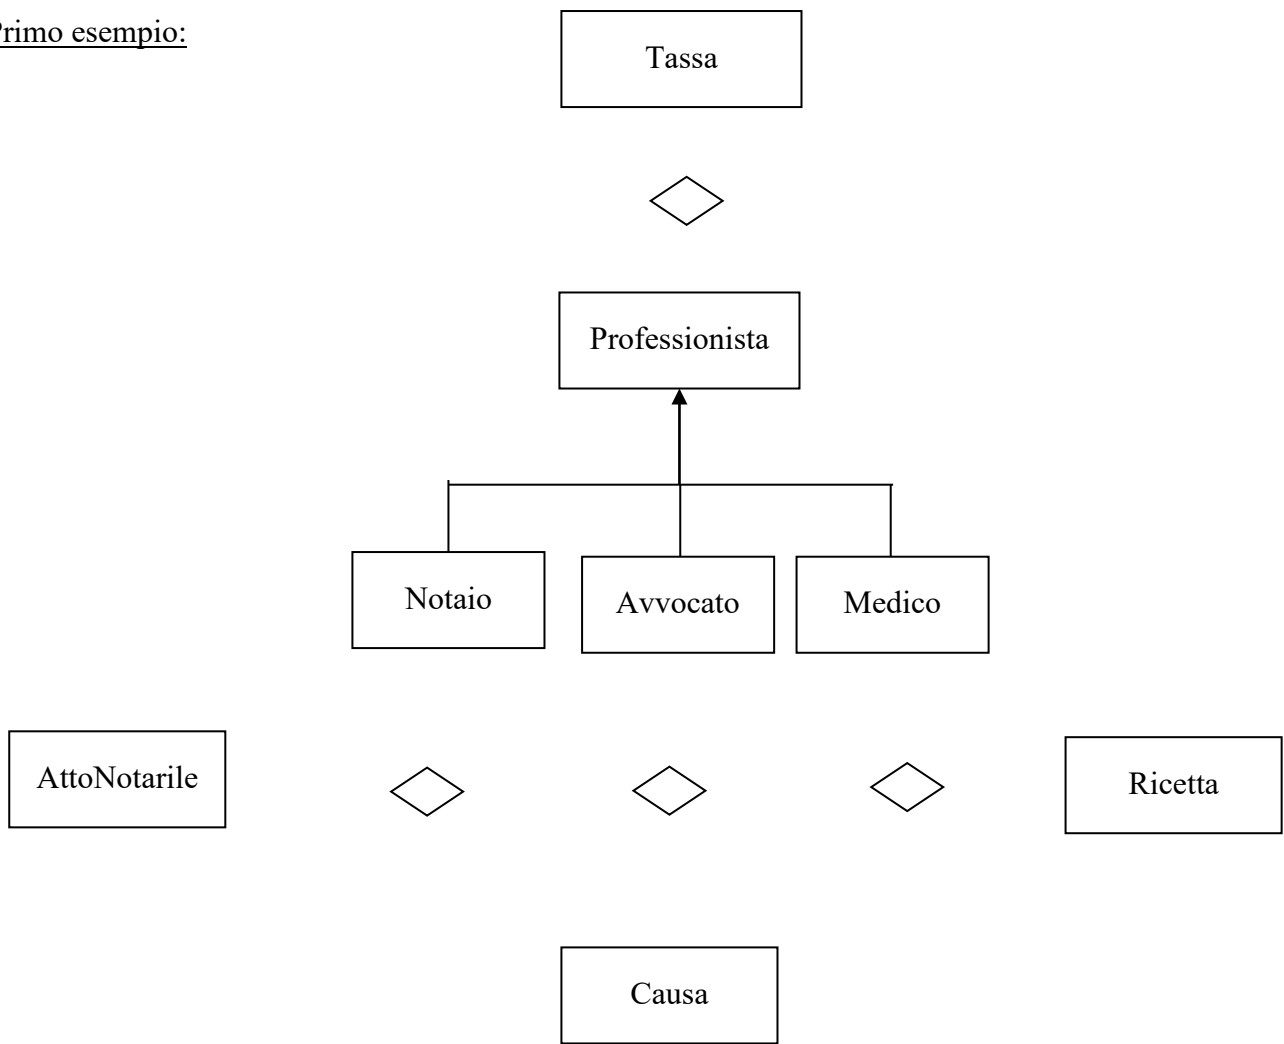 Primo esempio:
Tassa
Professionista
Notaio
Avvocato
Medico
AttoNotarile
Ricetta
Causa